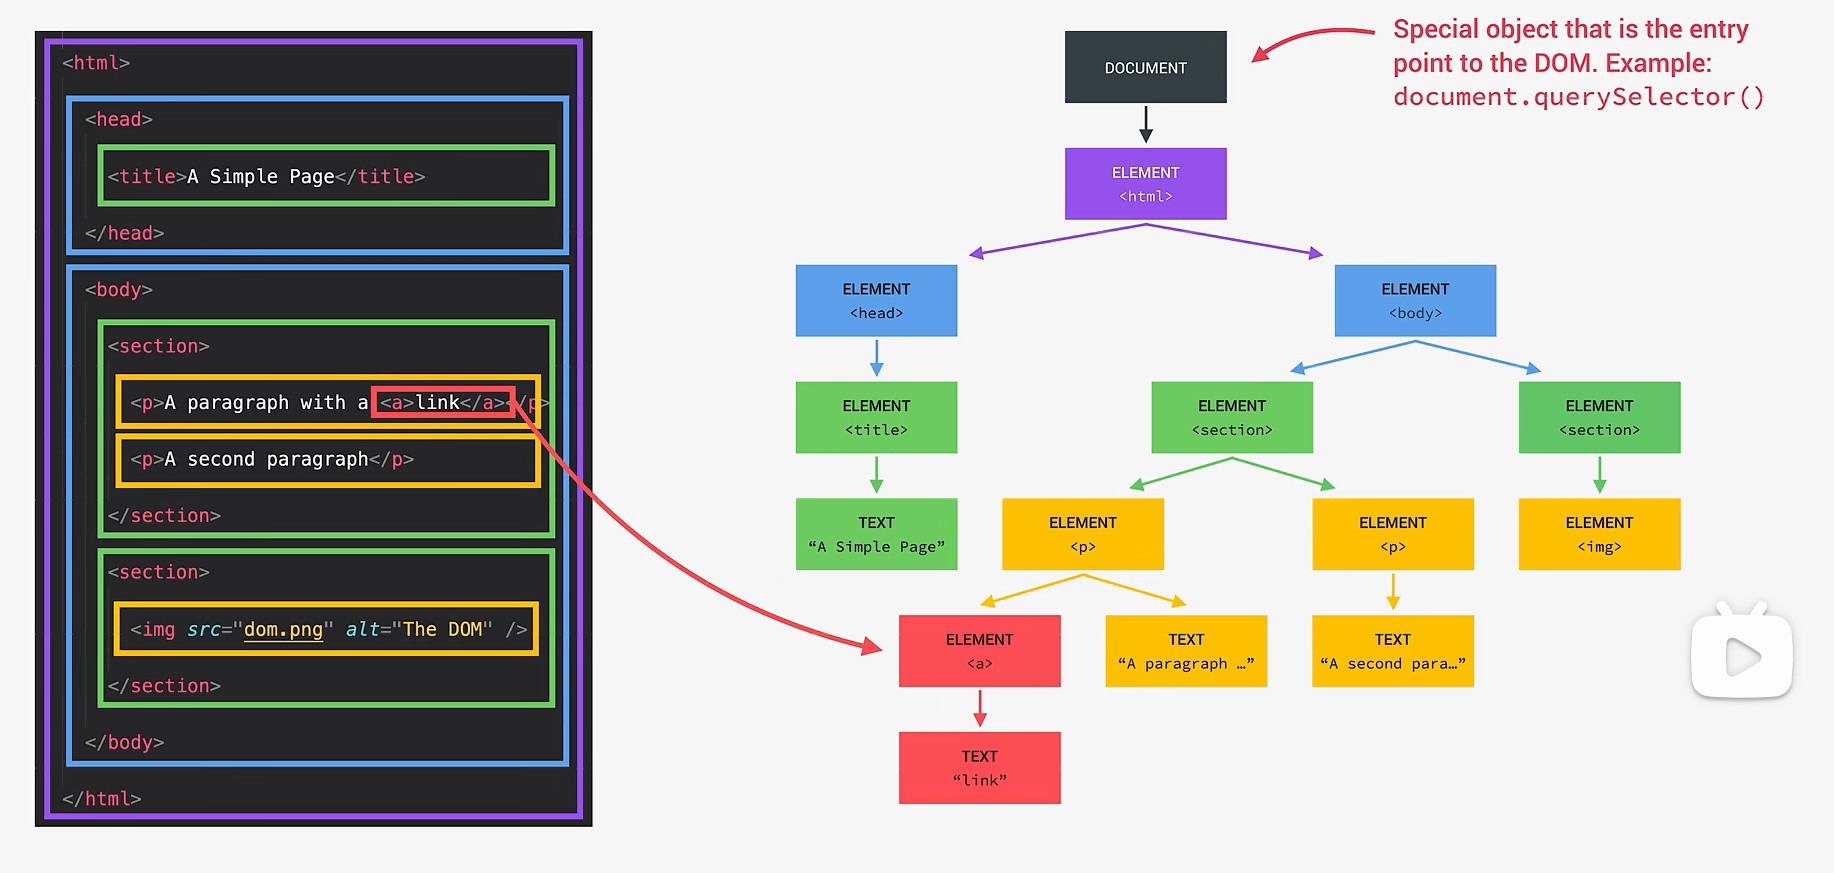 <html>
<head>
<title>A Simple Page</title>
</head>
<body>
<section>
<p>A paragraph with a <a>link</a></p>
<p>A second paragraph</p>
</section>
<section>
<img src="dom.png" alt="The DOM" />
</section>
</body>
</html>
Special object that is the entry
point to the DOM. Example:
document.querySelector()
DOCUMENT
ELEMENT
<html>
ELEMENT
<head>
ELEMENT
<body>
ELEMENT
<title>
ELEMENT
<section>
ELEMENT
<section>
TEXT
“A Simple Page”
ELEMENT
<p>
ELEMENT
<p>
ELEMENT
<img>
ELEMENT
<a>
TEXT
“A paragraph …”
TEXT
“A second para…”
TEXT
“link”